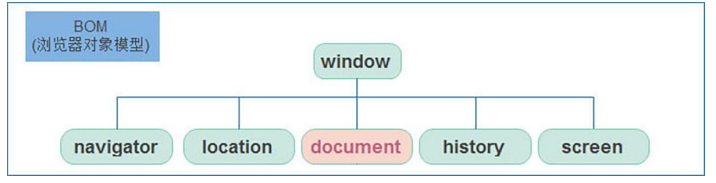 BOM
(浏览器对象模型)
window
navigator
location
document
history
screen